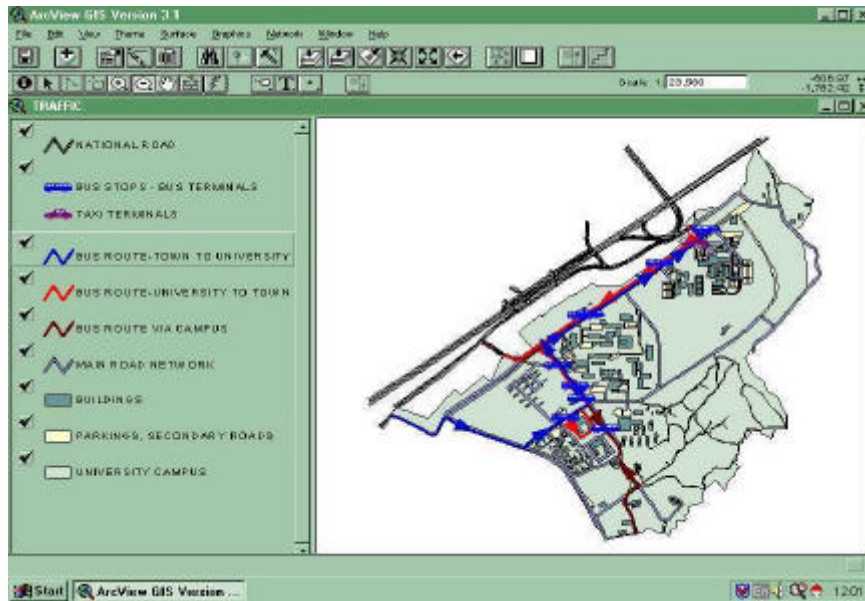 ArcView GIS Version 3.1
File Edit View Theme Surface Graphics Network Window Help
Scale 1:
TRAFFIC
NATIONAL ROAD
BUS STOPS - BUS TERMINALS
TAXI TERMINALS
BUS ROUTE-TOWN TO UNIVERSITY
BUS ROUTE-UNIVERSITY TO TOWN
BUS ROUTE VIA CAMPUS
MAIN ROAD NETWORK
BUILDINGS
PARKINGS, SECONDARY ROADS
UNIVERSITY CAMPUS
Start ArcView GIS Version ... 12:01